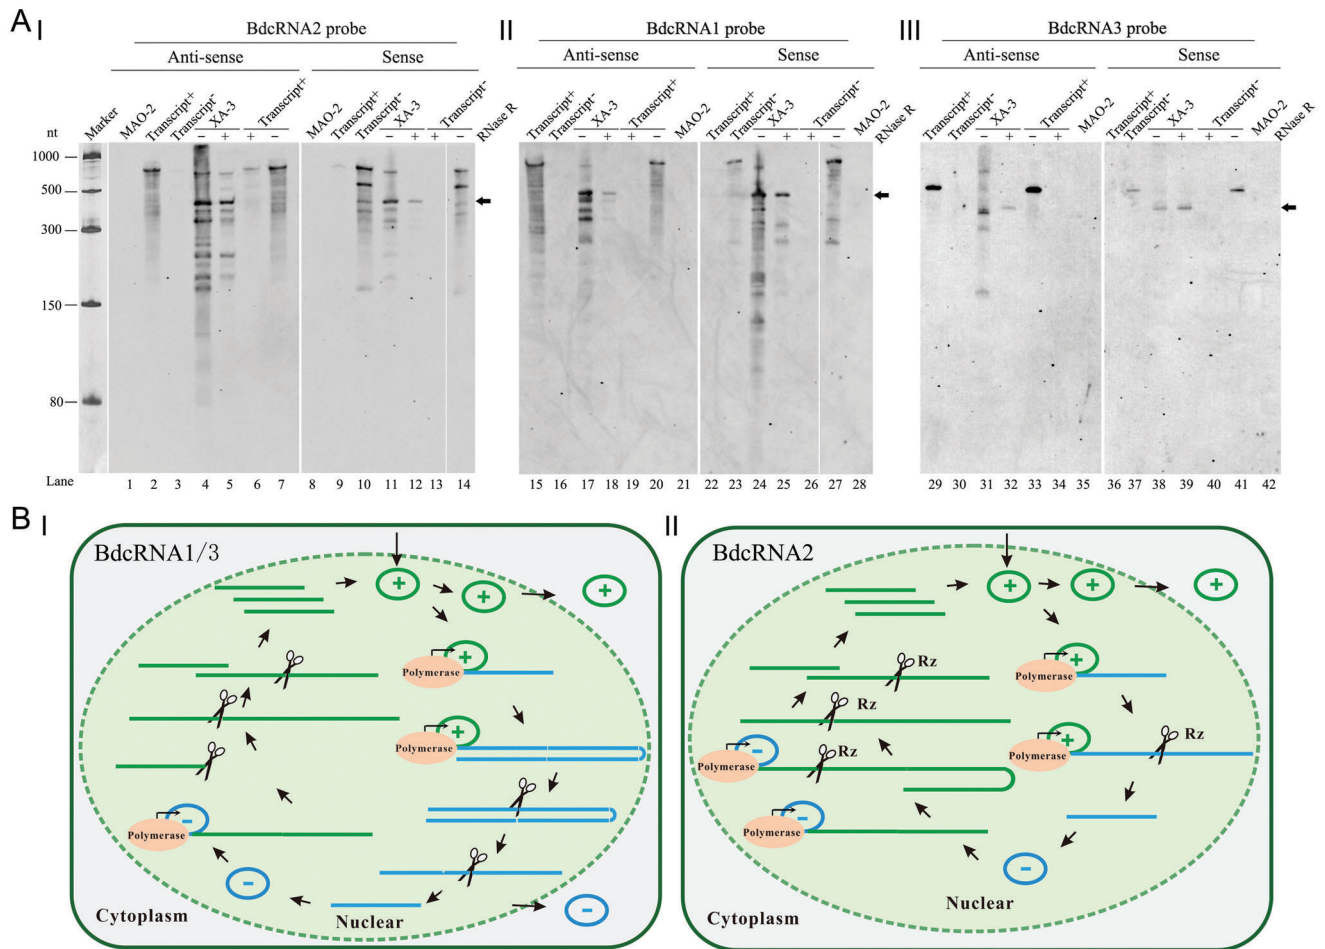 A
I
BdcRNA2 probe
Anti-sense
Sense
Marker
MAO-2
Transcript+
Transcript-
XA-3
- +
Transcript+
+ -
MAO-2
Transcript+
Transcript-
XA-3
- +
Transcript-
+ -
RNase R
nt
1000
500
300
150
80
Lane
1 2 3 4 5 6 7 8 9 10 11 12 13 14
II
BdcRNA1 probe
Anti-sense
Sense
Transcript+
Transcript-
XA-3
- +
Transcript+
+ -
MAO-2
Transcript+
Transcript-
XA-3
- +
Transcript-
+ -
MAO-2
RNase R
15 16 17 18 19 20 21 22 23 24 25 26 27 28
III
BdcRNA3 probe
Anti-sense
Sense
Transcript+
Transcript-
XA-3
- +
Transcript+
- +
MAO-2
Transcript+
Transcript-
XA-3
- +
Transcript-
+ -
MAO-2
RNase R
29 30 31 32 33 34 35 36 37 38 39 40 41 42
B
I
BdcRNA1/3
+
+
+
+
Polymerase
+
Polymerase
-
Polymerase
-
-
Cytoplasm
Nuclear
II
BdcRNA2
+
+
+
Rz
+
Polymerase
Rz
+
Polymerase
Rz
-
Polymerase
Rz
-
Polymerase
-
Cytoplasm
Nuclear